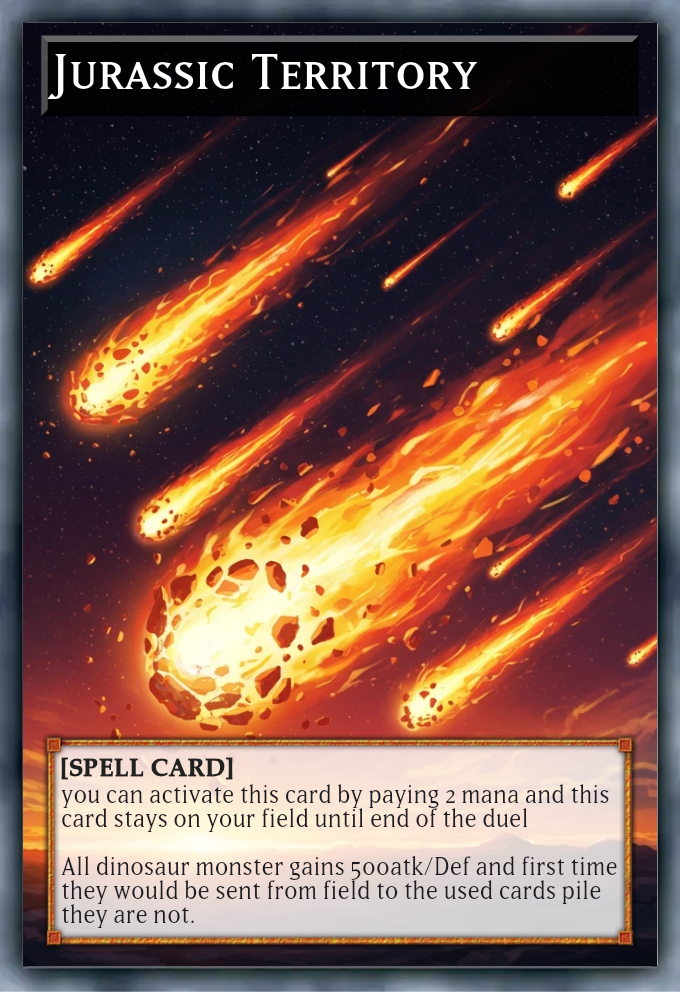 Jurassic Territory
[SPELL CARD]
you can activate this card by paying 2 mana and this
card stays on your field until end of the duel
All dinosaur monster gains 500atk/Def and first time
they would be sent from field to the used cards pile
they are not.